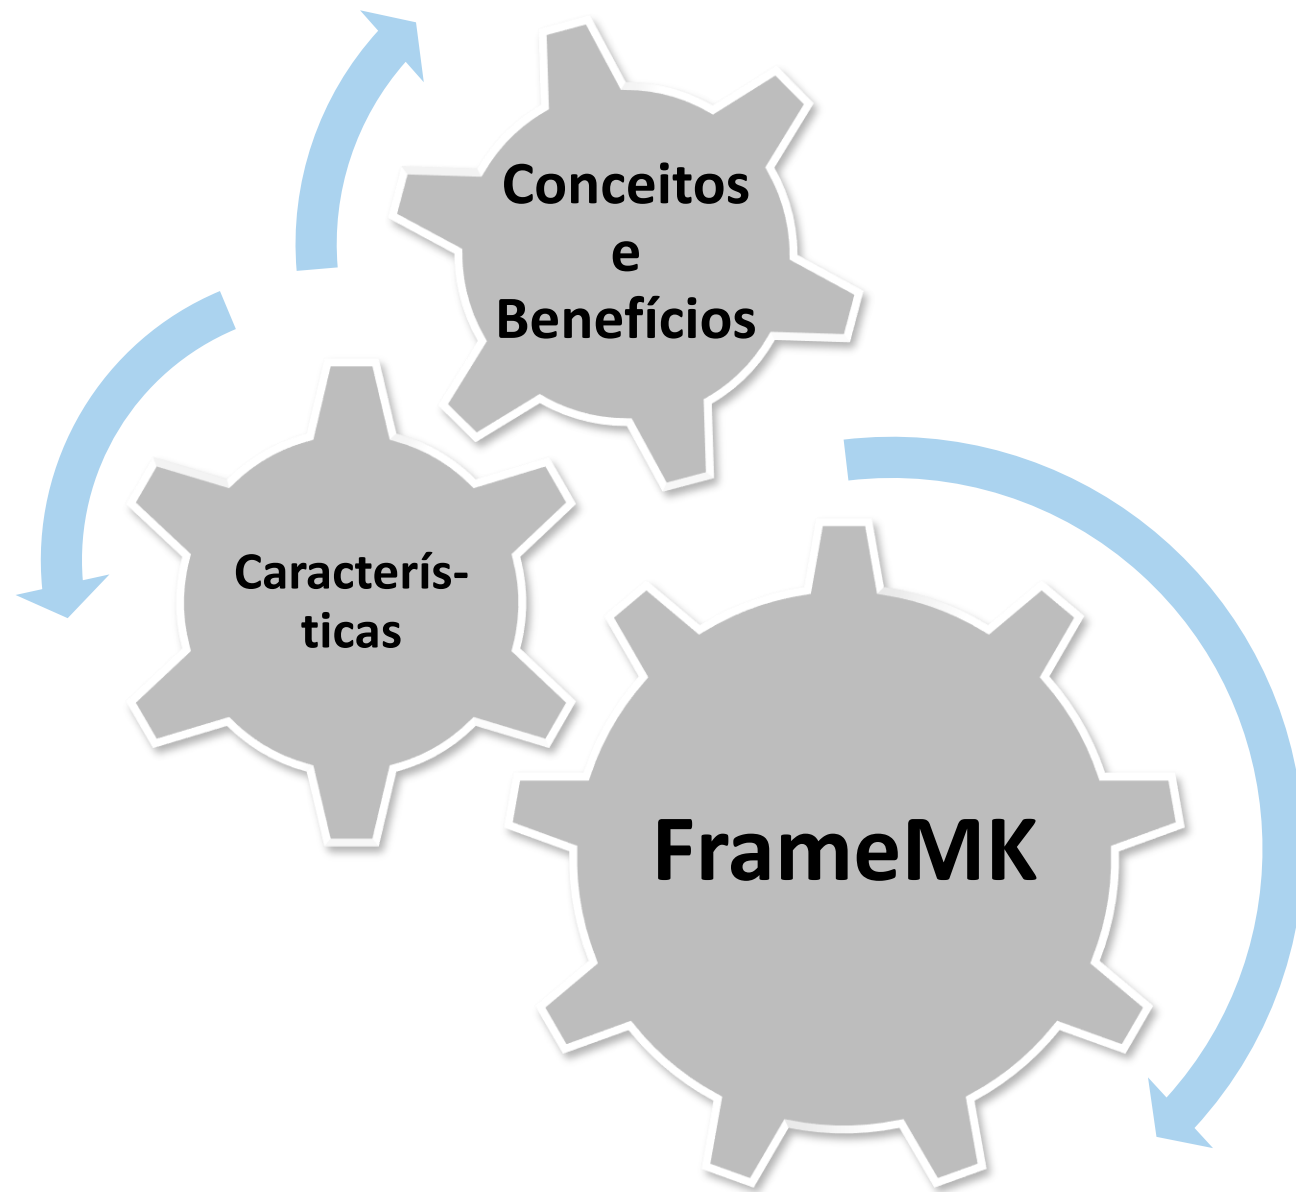 Conceitos
e
Benefícios
Caracterís-
ticas
FrameMK